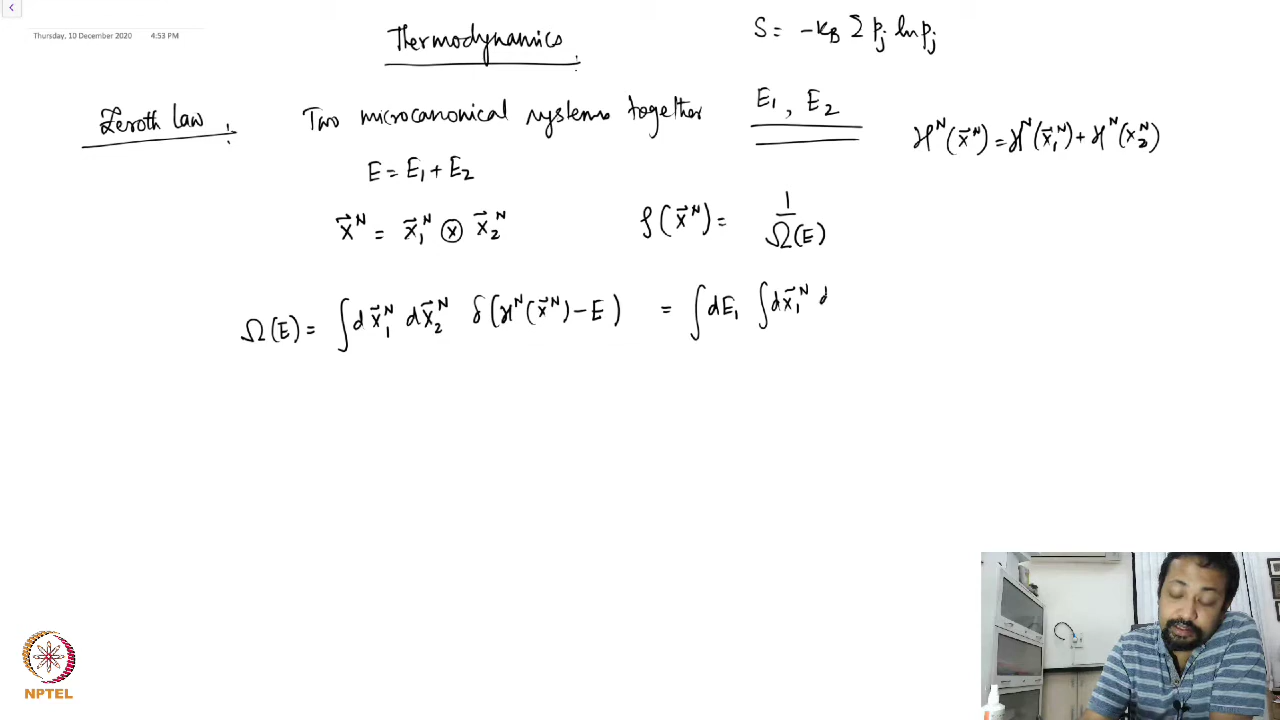 Thursday, 10 December 2020 4:53 PM
Thermodynamics
S = -k_B Σ p_j ln p_j
Zeroth law : Two microcanonical systems together E_1, E_2
H^N(x⃗^N) = H^N(x⃗_1^N) + H^N(x_2^N)
E = E_1 + E_2
x⃗^N = x⃗_1^N ⊗ x⃗_2^N ρ(x⃗^N) = 1/Ω(E)
Ω(E) = ∫ dx⃗_1^N dx⃗_2^N δ(H^N(x⃗^N) - E) = ∫ dE_1 ∫ dx⃗_1^N d
NPTEL